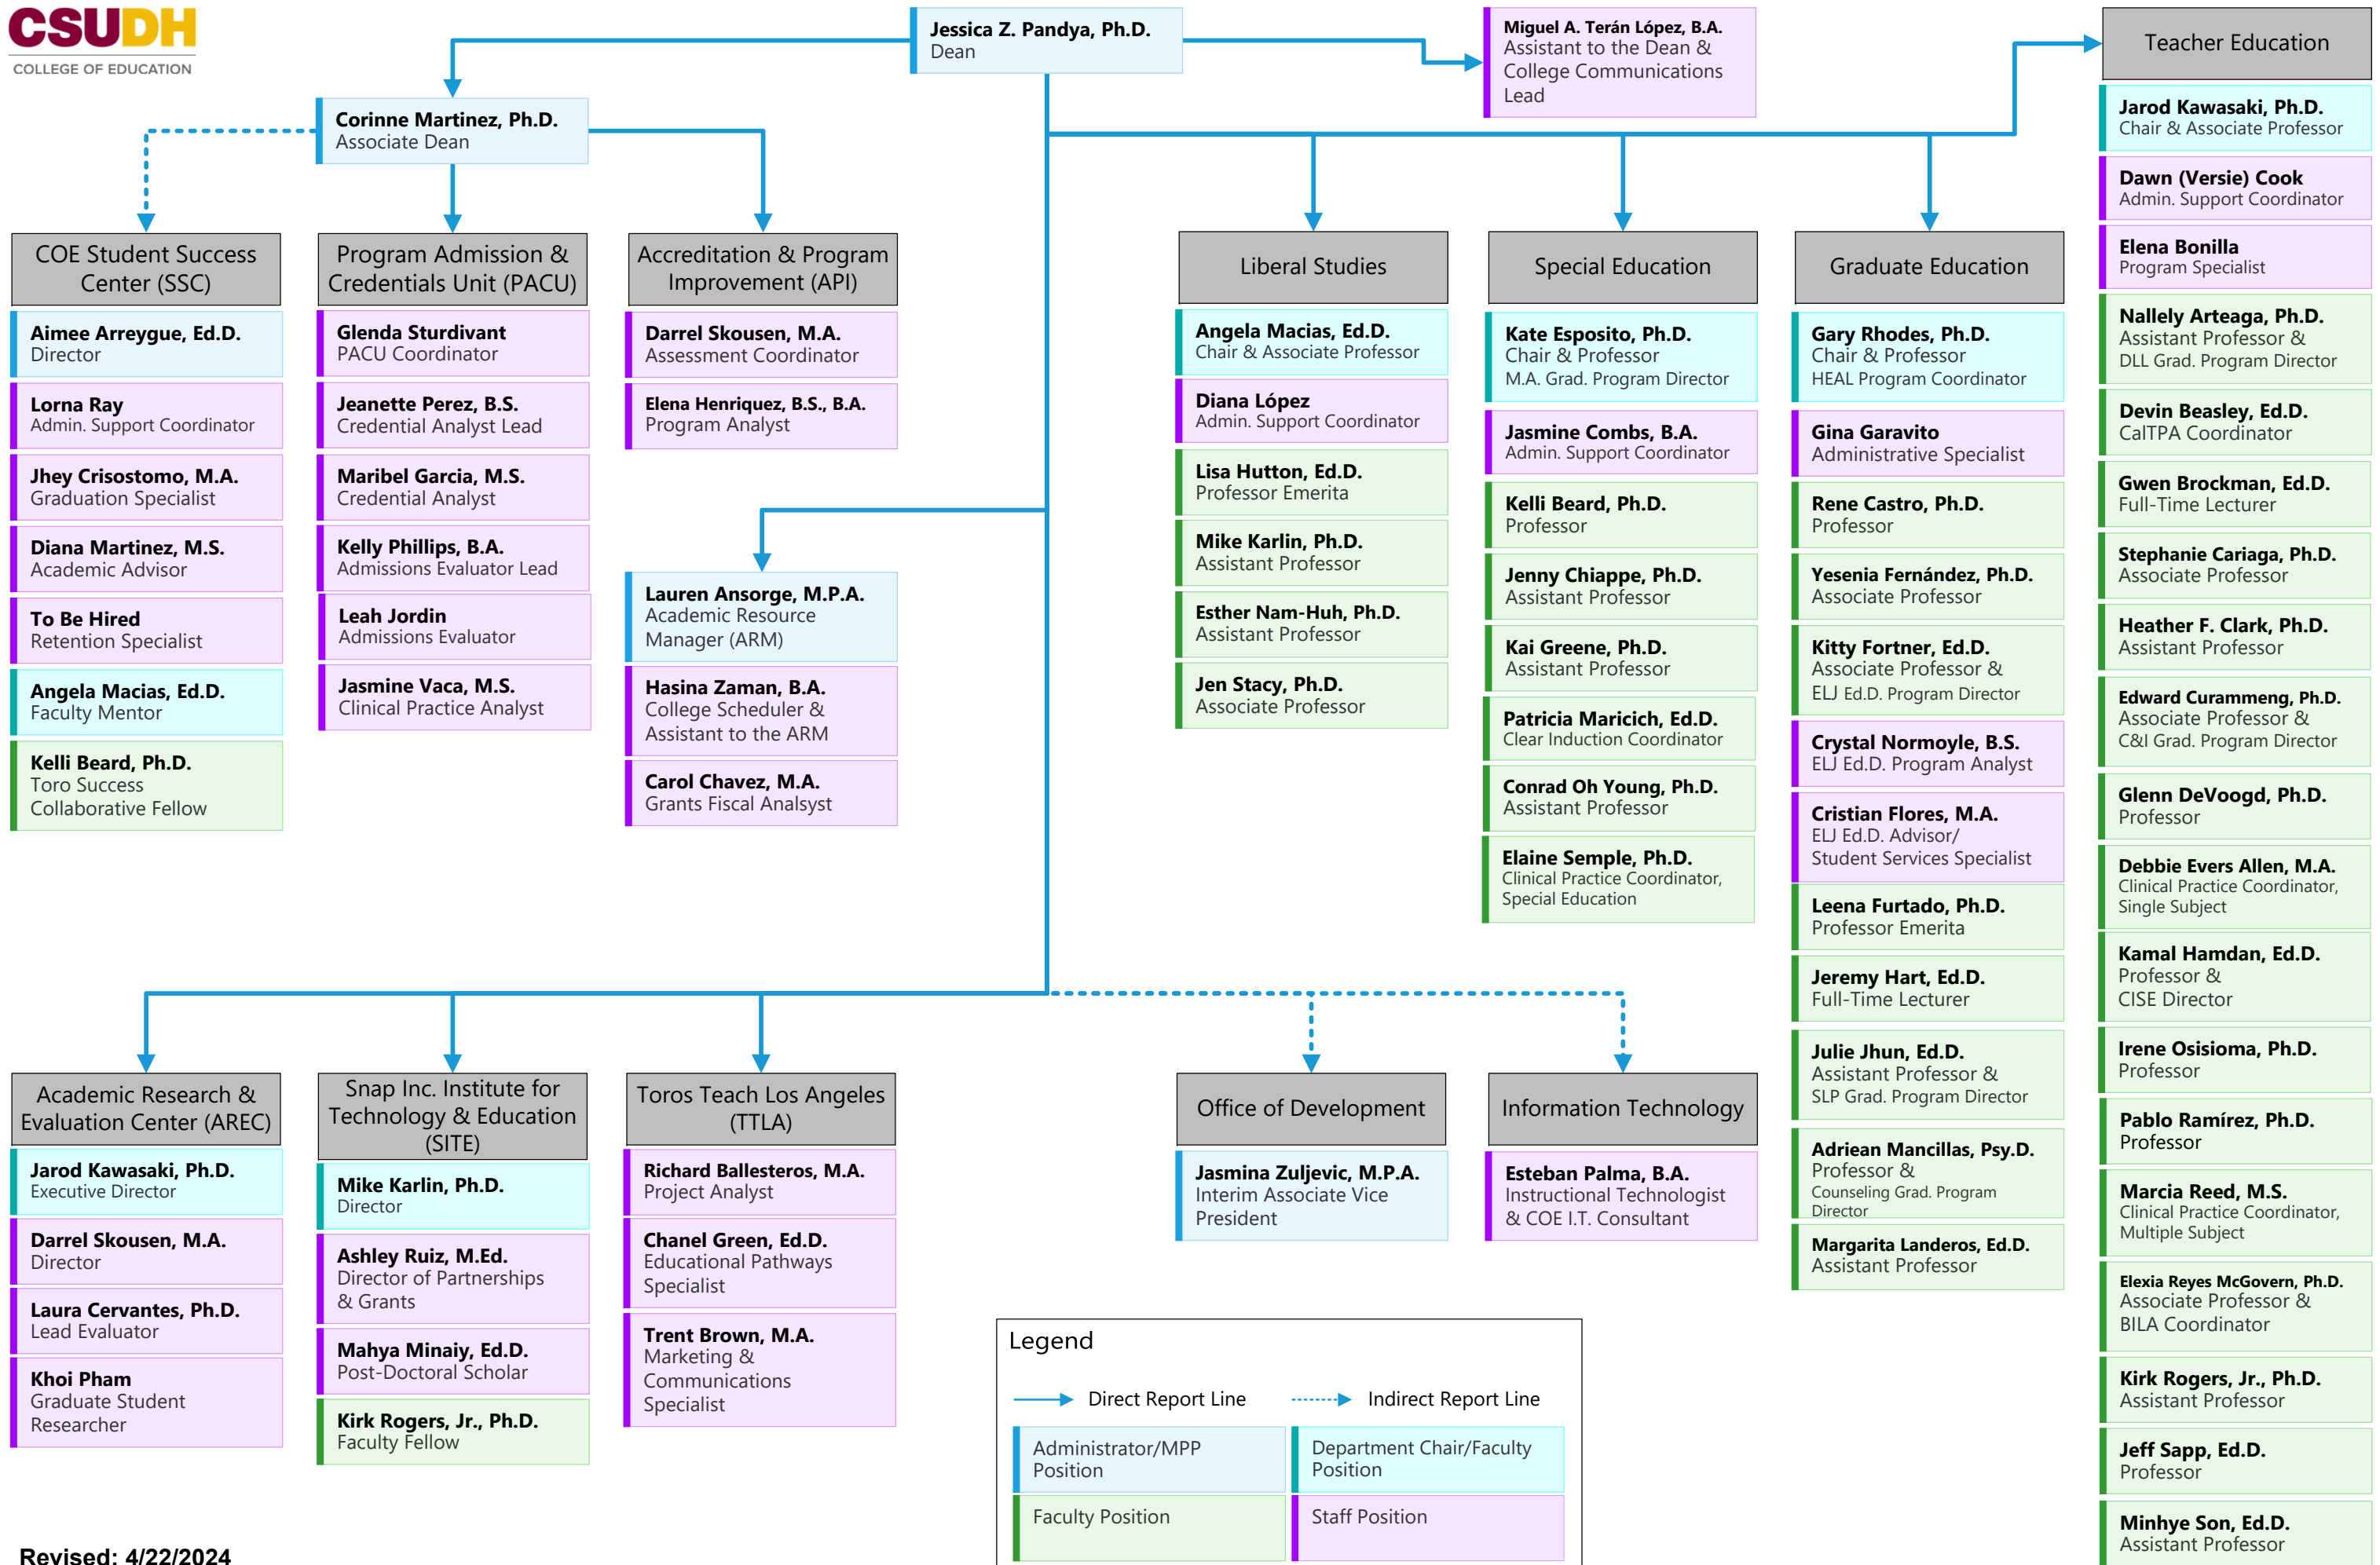 CSUDH
COLLEGE OF EDUCATION
Jessica Z. Pandya, Ph.D.
Dean
Miguel A. Terán López, B.A.
Assistant to the Dean &
College Communications
Lead
Corinne Martinez, Ph.D.
Associate Dean
COE Student Success
Center (SSC)
Aimee Arreygue, Ed.D.
Director
Lorna Ray
Admin. Support Coordinator
Jhey Crisostomo, M.A.
Graduation Specialist
Diana Martinez, M.S.
Academic Advisor
To Be Hired
Retention Specialist
Angela Macias, Ed.D.
Faculty Mentor
Kelli Beard, Ph.D.
Toro Success
Collaborative Fellow
Program Admission &
Credentials Unit (PACU)
Glenda Sturdivant
PACU Coordinator
Jeanette Perez, B.S.
Credential Analyst Lead
Maribel Garcia, M.S.
Credential Analyst
Kelly Phillips, B.A.
Admissions Evaluator Lead
Leah Jordin
Admissions Evaluator
Jasmine Vaca, M.S.
Clinical Practice Analyst
Accreditation & Program
Improvement (API)
Darrel Skousen, M.A.
Assessment Coordinator
Elena Henriquez, B.S., B.A.
Program Analyst
Lauren Ansorge, M.P.A.
Academic Resource
Manager (ARM)
Hasina Zaman, B.A.
College Scheduler &
Assistant to the ARM
Carol Chavez, M.A.
Grants Fiscal Analsyst
Liberal Studies
Angela Macias, Ed.D.
Chair & Associate Professor
Diana López
Admin. Support Coordinator
Lisa Hutton, Ed.D.
Professor Emerita
Mike Karlin, Ph.D.
Assistant Professor
Esther Nam-Huh, Ph.D.
Assistant Professor
Jen Stacy, Ph.D.
Associate Professor
Special Education
Kate Esposito, Ph.D.
Chair & Professor
M.A. Grad. Program Director
Jasmine Combs, B.A.
Admin. Support Coordinator
Kelli Beard, Ph.D.
Professor
Jenny Chiappe, Ph.D.
Assistant Professor
Kai Greene, Ph.D.
Assistant Professor
Patricia Maricich, Ed.D.
Clear Induction Coordinator
Conrad Oh Young, Ph.D.
Assistant Professor
Elaine Semple, Ph.D.
Clinical Practice Coordinator,
Special Education
Graduate Education
Gary Rhodes, Ph.D.
Chair & Professor
HEAL Program Coordinator
Gina Garavito
Administrative Specialist
Rene Castro, Ph.D.
Professor
Yesenia Fernández, Ph.D.
Associate Professor
Kitty Fortner, Ed.D.
Associate Professor &
ELJ Ed.D. Program Director
Crystal Normoyle, B.S.
ELJ Ed.D. Program Analyst
Cristian Flores, M.A.
ELJ Ed.D. Advisor/
Student Services Specialist
Leena Furtado, Ph.D.
Professor Emerita
Jeremy Hart, Ed.D.
Full-Time Lecturer
Julie Jhun, Ed.D.
Assistant Professor &
SLP Grad. Program Director
Adriean Mancillas, Psy.D.
Professor &
Counseling Grad. Program
Director
Margarita Landeros, Ed.D.
Assistant Professor
Teacher Education
Jarod Kawasaki, Ph.D.
Chair & Associate Professor
Dawn (Versie) Cook
Admin. Support Coordinator
Elena Bonilla
Program Specialist
Nallely Arteaga, Ph.D.
Assistant Professor &
DLL Grad. Program Director
Devin Beasley, Ed.D.
CalTPA Coordinator
Gwen Brockman, Ed.D.
Full-Time Lecturer
Stephanie Cariaga, Ph.D.
Associate Professor
Heather F. Clark, Ph.D.
Assistant Professor
Edward Curammeng, Ph.D.
Associate Professor &
C&I Grad. Program Director
Glenn DeVoogd, Ph.D.
Professor
Debbie Evers Allen, M.A.
Clinical Practice Coordinator,
Single Subject
Kamal Hamdan, Ed.D.
Professor &
CISE Director
Irene Osisioma, Ph.D.
Professor
Pablo Ramírez, Ph.D.
Professor
Marcia Reed, M.S.
Clinical Practice Coordinator,
Multiple Subject
Elexia Reyes McGovern, Ph.D.
Associate Professor &
BILA Coordinator
Kirk Rogers, Jr., Ph.D.
Assistant Professor
Jeff Sapp, Ed.D.
Professor
Minhye Son, Ed.D.
Assistant Professor
Academic Research &
Evaluation Center (AREC)
Jarod Kawasaki, Ph.D.
Executive Director
Darrel Skousen, M.A.
Director
Laura Cervantes, Ph.D.
Lead Evaluator
Khoi Pham
Graduate Student
Researcher
Snap Inc. Institute for
Technology & Education
(SITE)
Mike Karlin, Ph.D.
Director
Ashley Ruiz, M.Ed.
Director of Partnerships
& Grants
Mahya Minaiy, Ed.D.
Post-Doctoral Scholar
Kirk Rogers, Jr., Ph.D.
Faculty Fellow
Toros Teach Los Angeles
(TTLA)
Richard Ballesteros, M.A.
Project Analyst
Chanel Green, Ed.D.
Educational Pathways
Specialist
Trent Brown, M.A.
Marketing &
Communications
Specialist
Office of Development
Jasmina Zuljevic, M.P.A.
Interim Associate Vice
President
Information Technology
Esteban Palma, B.A.
Instructional Technologist
& COE I.T. Consultant
Legend
Direct Report Line
Indirect Report Line
Administrator/MPP
Position
Department Chair/Faculty
Position
Faculty Position
Staff Position
Revised: 4/22/2024